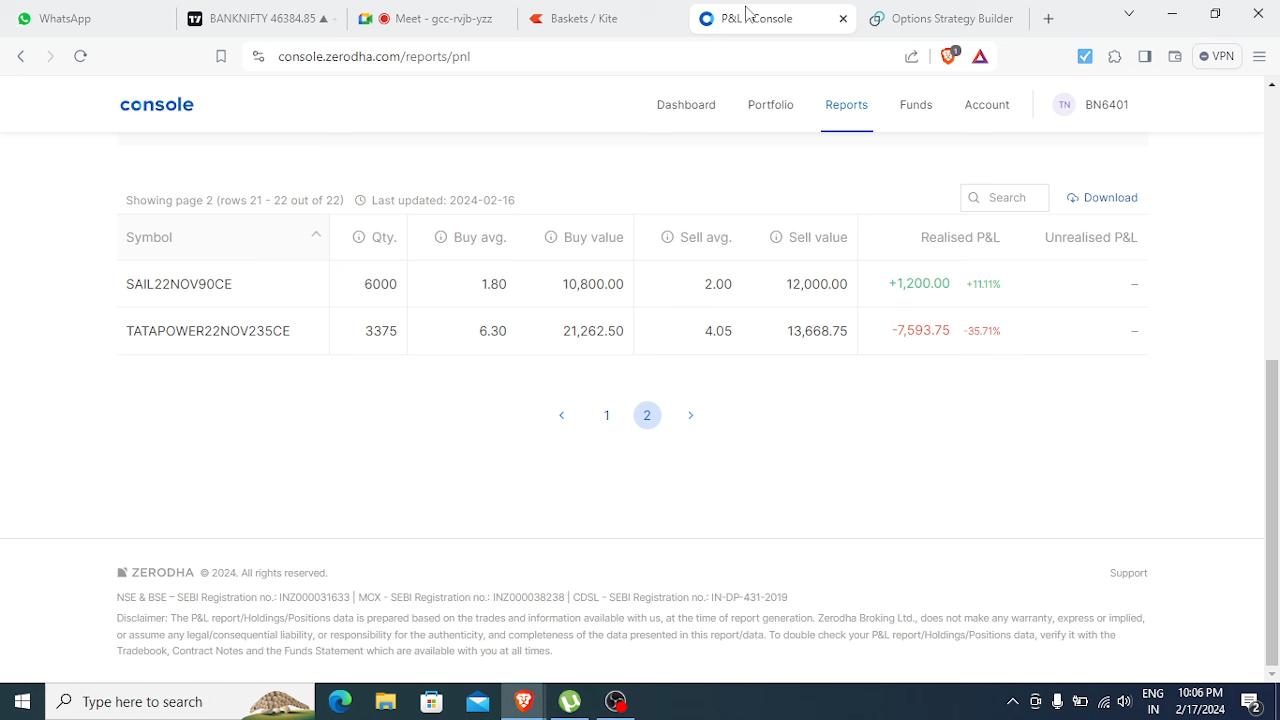 WhatsApp
BANKNIFTY 46384.85 ▲
Meet - gcc-rvjb-yzz
Baskets / Kite
P&L / Console
Options Strategy Builder
console.zerodha.com/reports/pnl
1
VPN
console
Dashboard
Portfolio
Reports
Funds
Account
TN
BN6401
Showing page 2 (rows 21 - 22 out of 22) Last updated: 2024-02-16
Search
Download
Symbol Qty. Buy avg. Buy value Sell avg. Sell value Realised P&L Unrealised P&L
SAIL22NOV90CE 6000 1.80 10,800.00 2.00 12,000.00 +1,200.00 +11.11% –
TATAPOWER22NOV235CE 3375 6.30 21,262.50 4.05 13,668.75 -7,593.75 -35.71% –
1 2
ZERODHA © 2024. All rights reserved.
Support
NSE & BSE – SEBI Registration no.: INZ000031633 | MCX - SEBI Registration no.: INZ000038238 | CDSL - SEBI Registration no.: IN-DP-431-2019
Disclaimer: The P&L report/Holdings/Positions data is prepared based on the trades and information available with us, at the time of report generation. Zerodha Broking Ltd., does not make any warranty, express or implied,
or assume any legal/consequential liability, or responsibility for the authenticity, and completeness of the data presented in this report/data. To double check your P&L report/Holdings/Positions data, verify it with the
Tradebook, Contract Notes and the Funds Statement which are available with you at all times.
Type here to search
ENG
IN
10:06 PM
2/17/2024
2